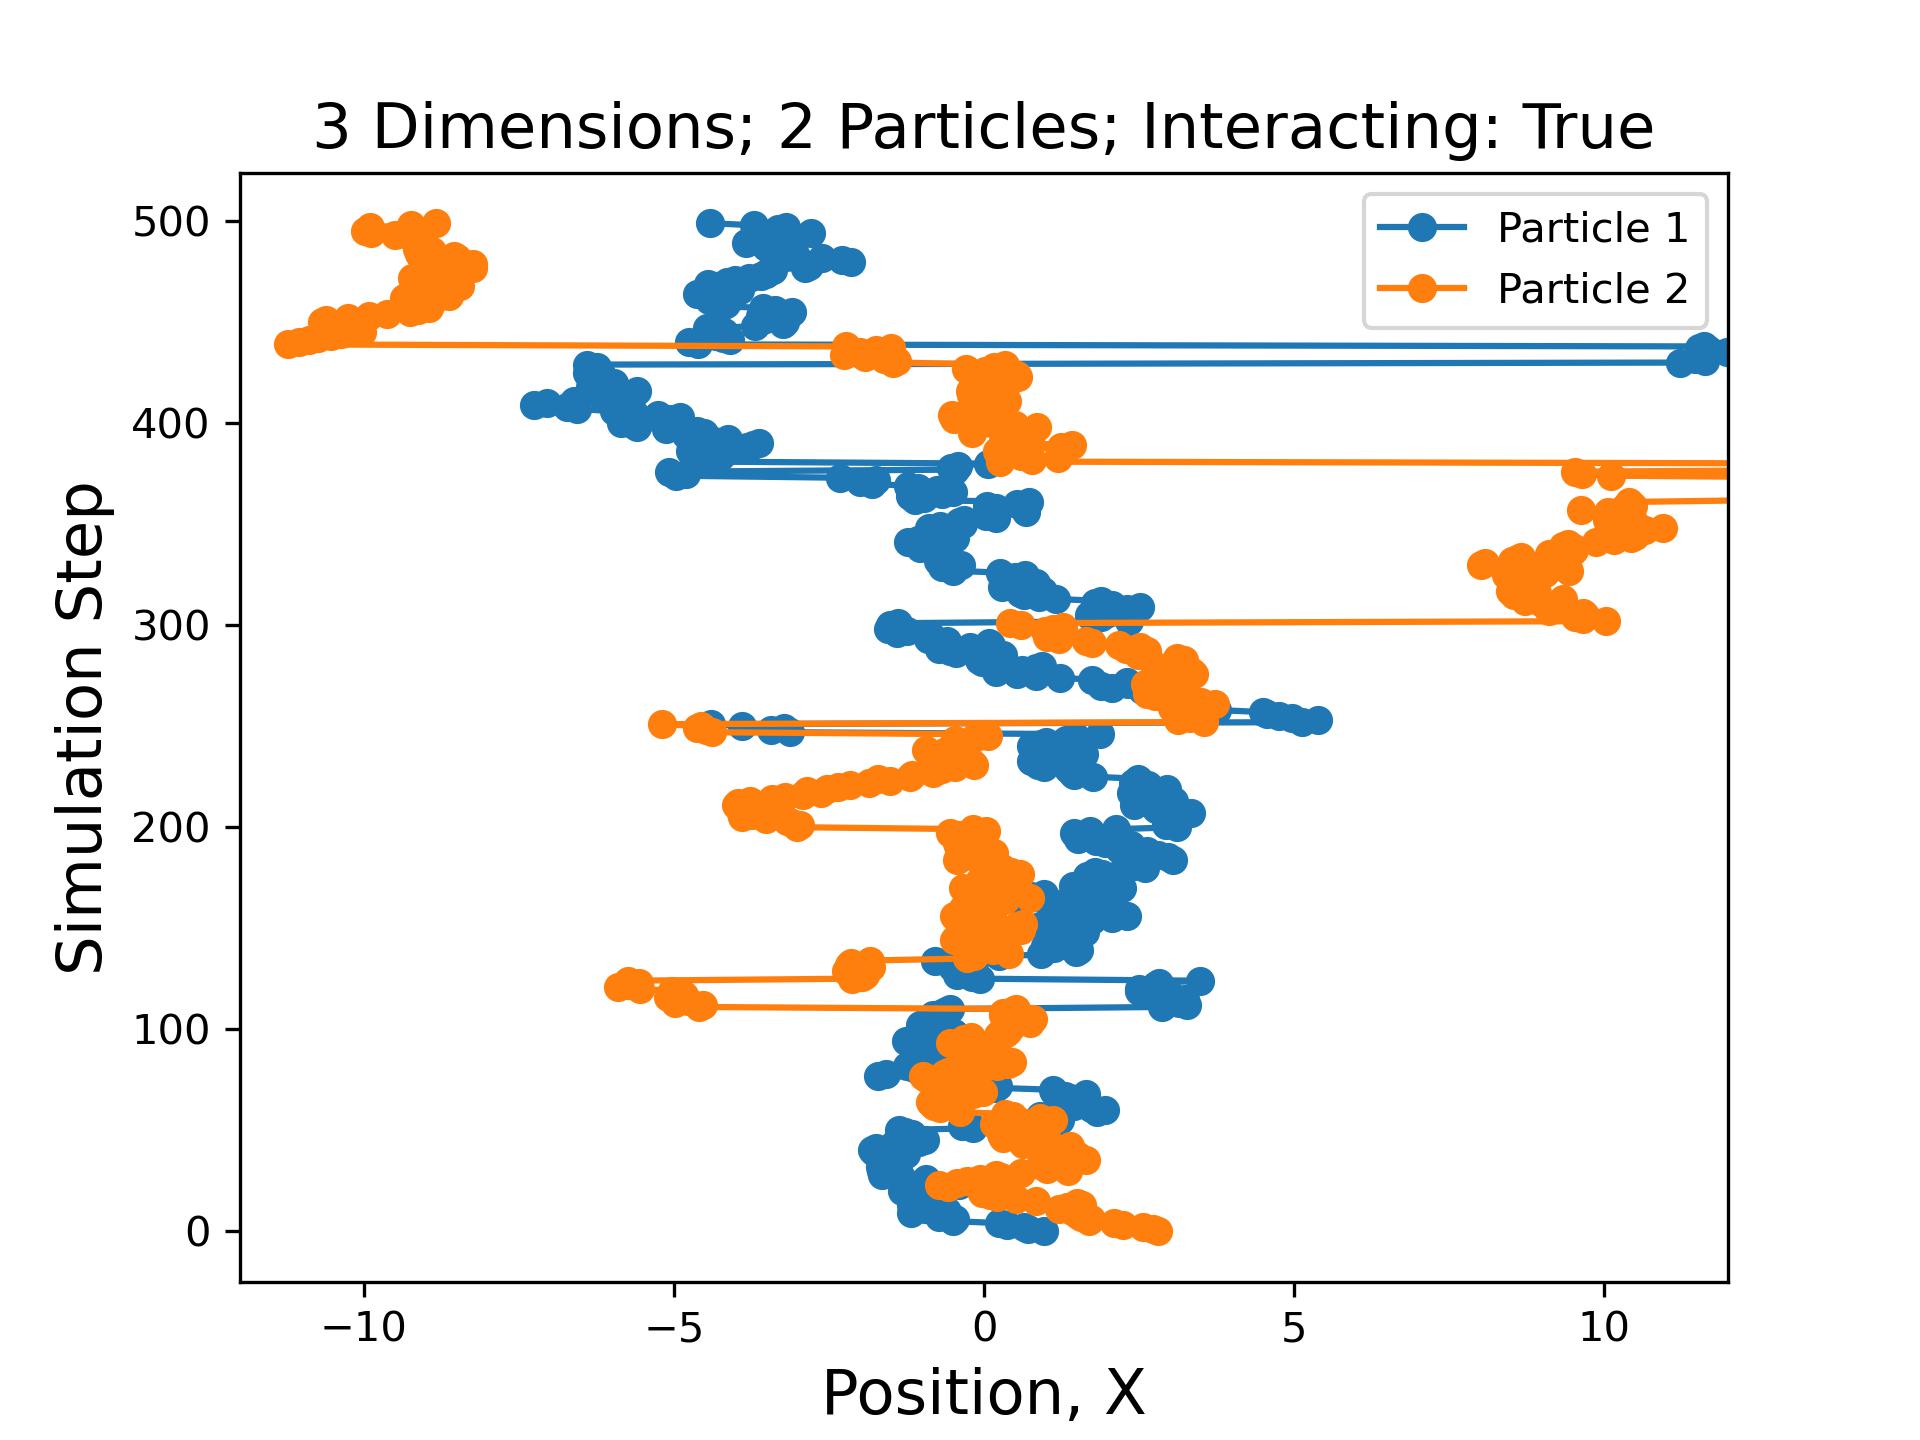 3 Dimensions; 2 Particles; Interacting: True
Particle 1
Particle 2
Simulation Step
500
400
300
200
100
0
−10
−5
0
5
10
Position, X